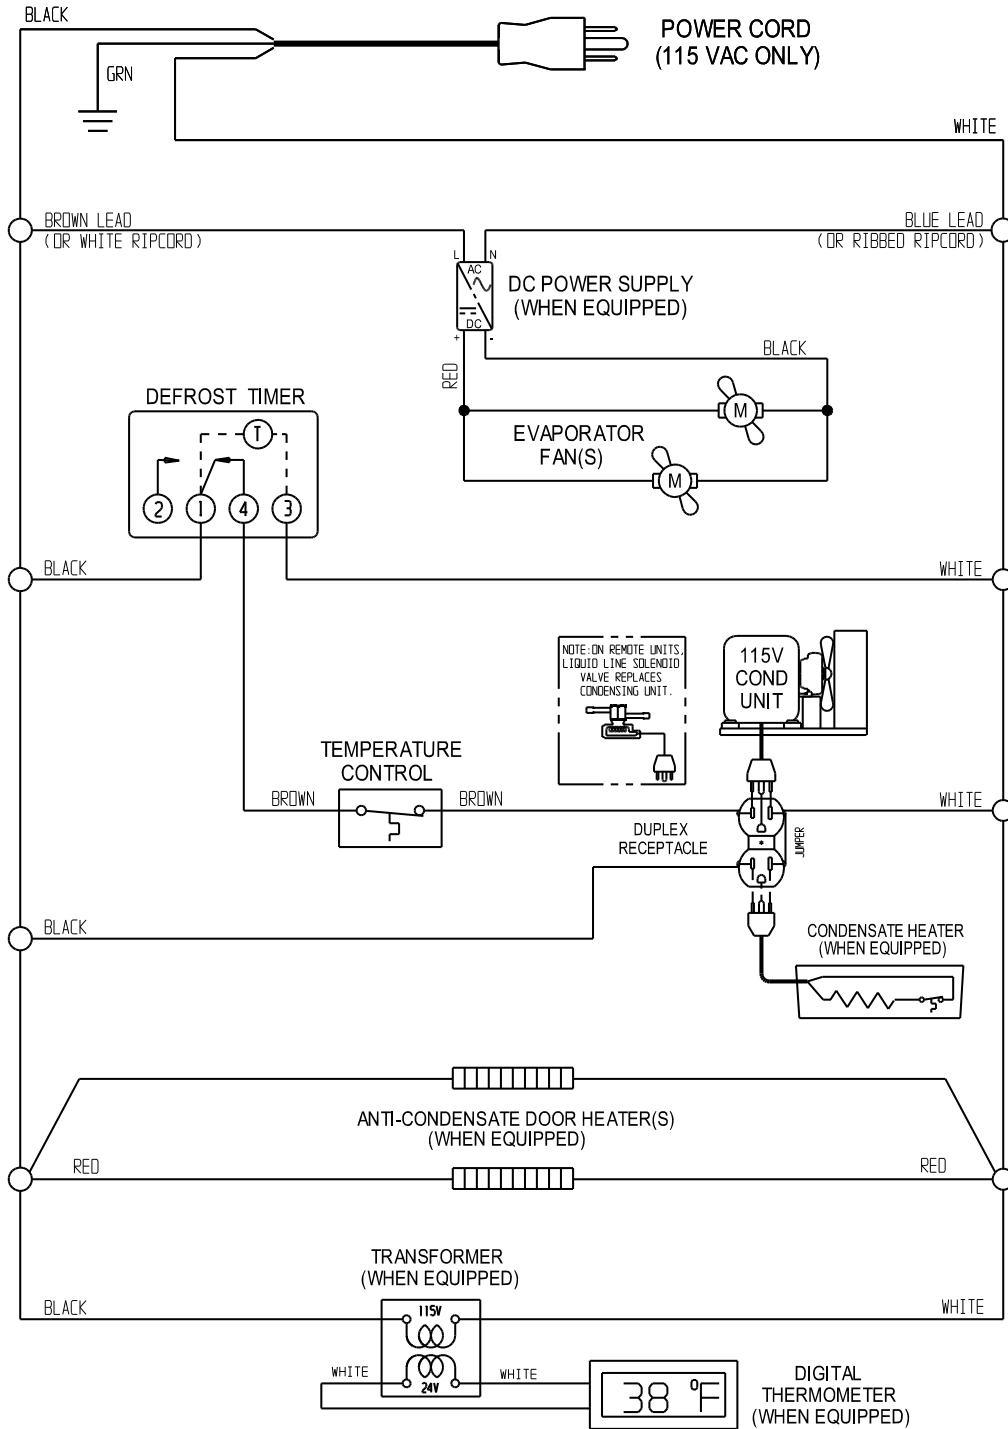 BLACK
POWER CORD
(115 VAC ONLY)
GRN
WHITE
BROWN LEAD
(OR WHITE RIPCORD)
BLUE LEAD
(OR RIBBED RIPCORD)
L N
AC
DC
+ -
DC POWER SUPPLY
(WHEN EQUIPPED)
RED
BLACK
DEFROST TIMER
T
2 1 4 3
EVAPORATOR
FAN(S)
M
M
BLACK
WHITE
NOTE: ON REMOTE UNITS,
LIQUID LINE SOLENOID
VALVE REPLACES
CONDENSING UNIT.
115V
COND
UNIT
TEMPERATURE
CONTROL
BROWN
BROWN
WHITE
DUPLEX
RECEPTACLE
*
JUMPER
BLACK
CONDENSATE HEATER
(WHEN EQUIPPED)
ANTI-CONDENSATE DOOR HEATER(S)
(WHEN EQUIPPED)
RED
RED
TRANSFORMER
(WHEN EQUIPPED)
BLACK
115V
WHITE
WHITE
24V
WHITE
38 °F
DIGITAL
THERMOMETER
(WHEN EQUIPPED)